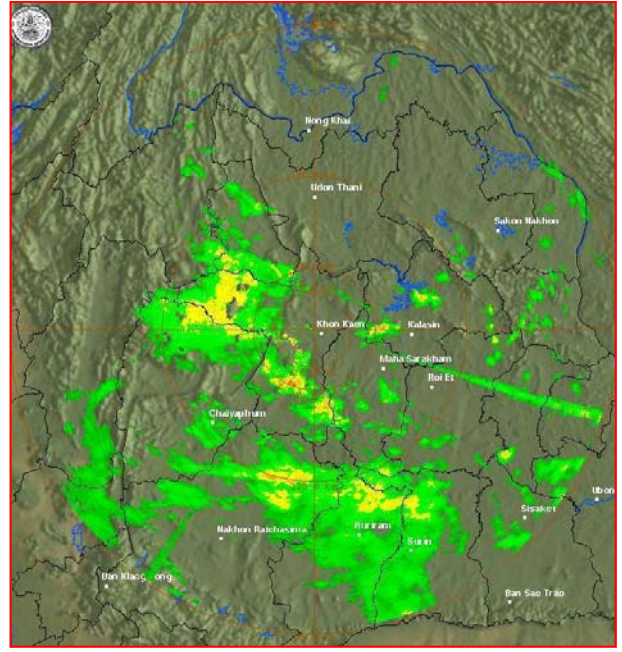 Nong Khai
Udon Thani
Sakon Nakhon
Khon Kaen
Kalasin
Maha Sarakham
Roi Et
Chaiyaphum
Ubon
Sisaket
Nakhon Ratchasima
Buriram
Surin
Ban Klang
Ban Sae Trao